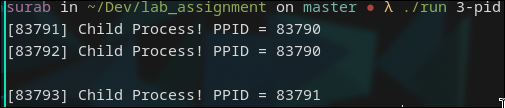 surab in ~/Dev/lab_assignment on master ● λ ./run 3-pid
[83791] Child Process! PPID = 83790
[83792] Child Process! PPID = 83790
[83793] Child Process! PPID = 83791